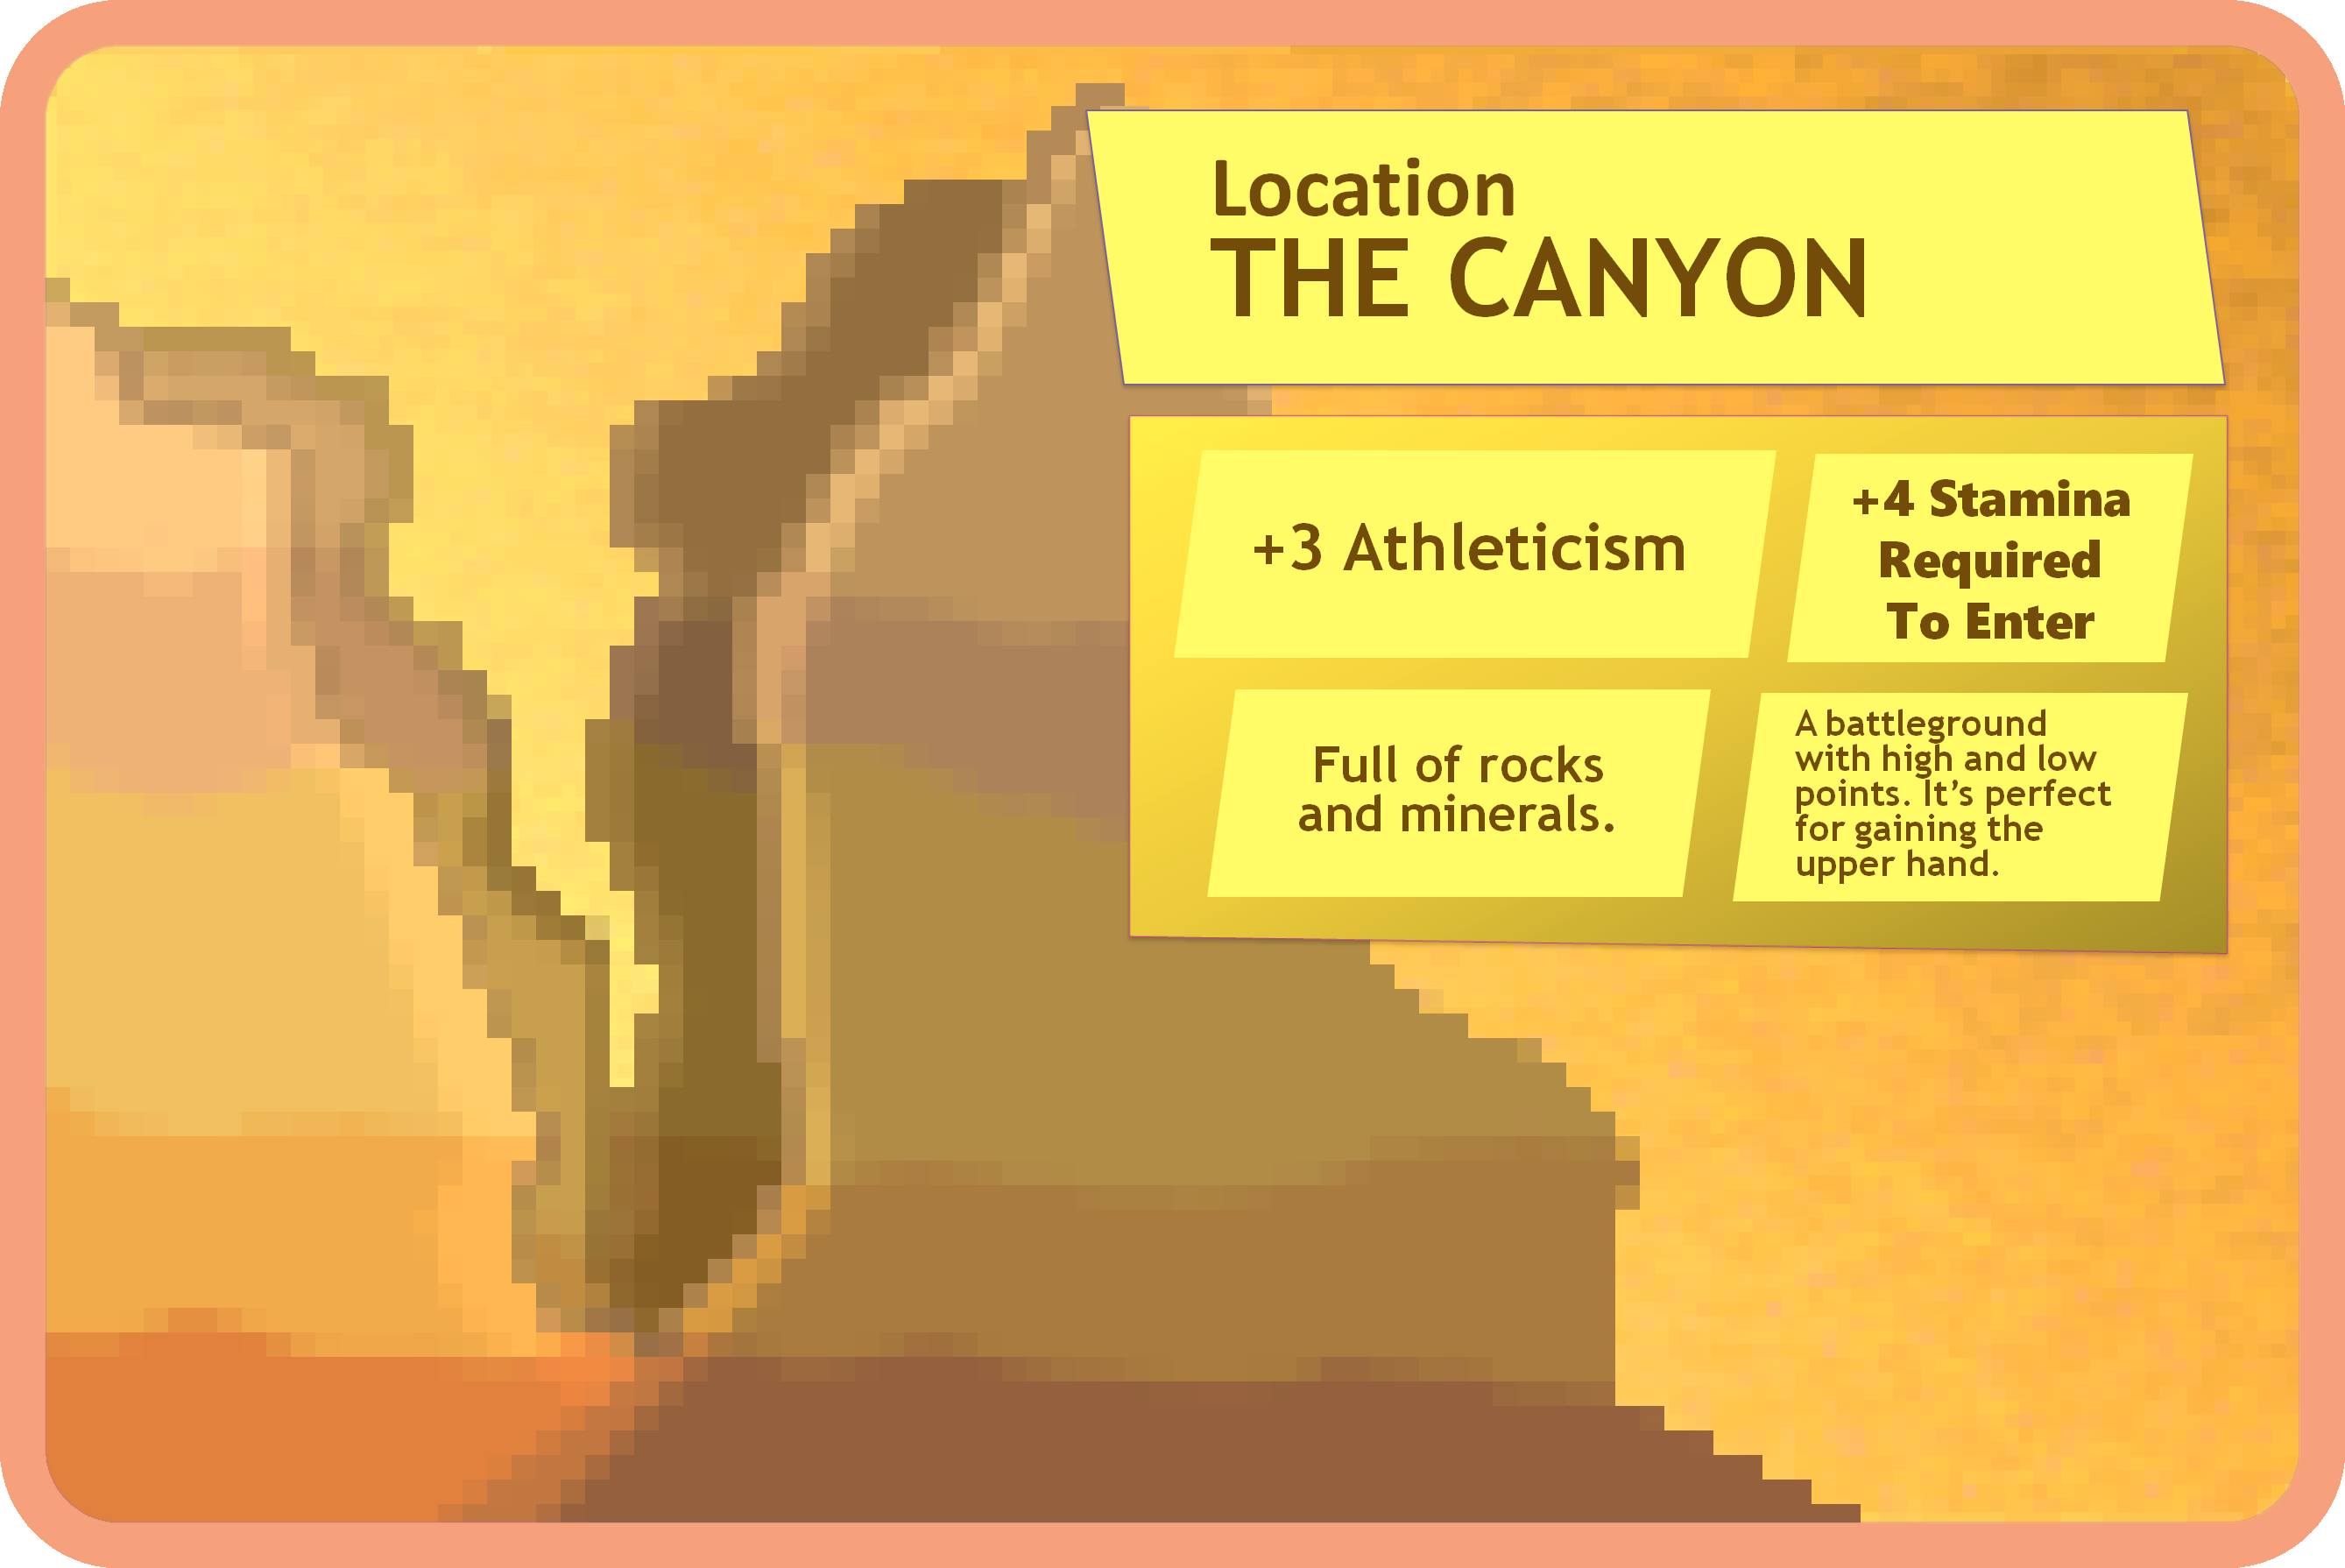 Location
THE CANYON
+3 Athleticism
+4 Stamina
Required
To Enter
Full of rocks
and minerals.
A battleground
with high and low
points. It’s perfect
for gaining the
upper hand.